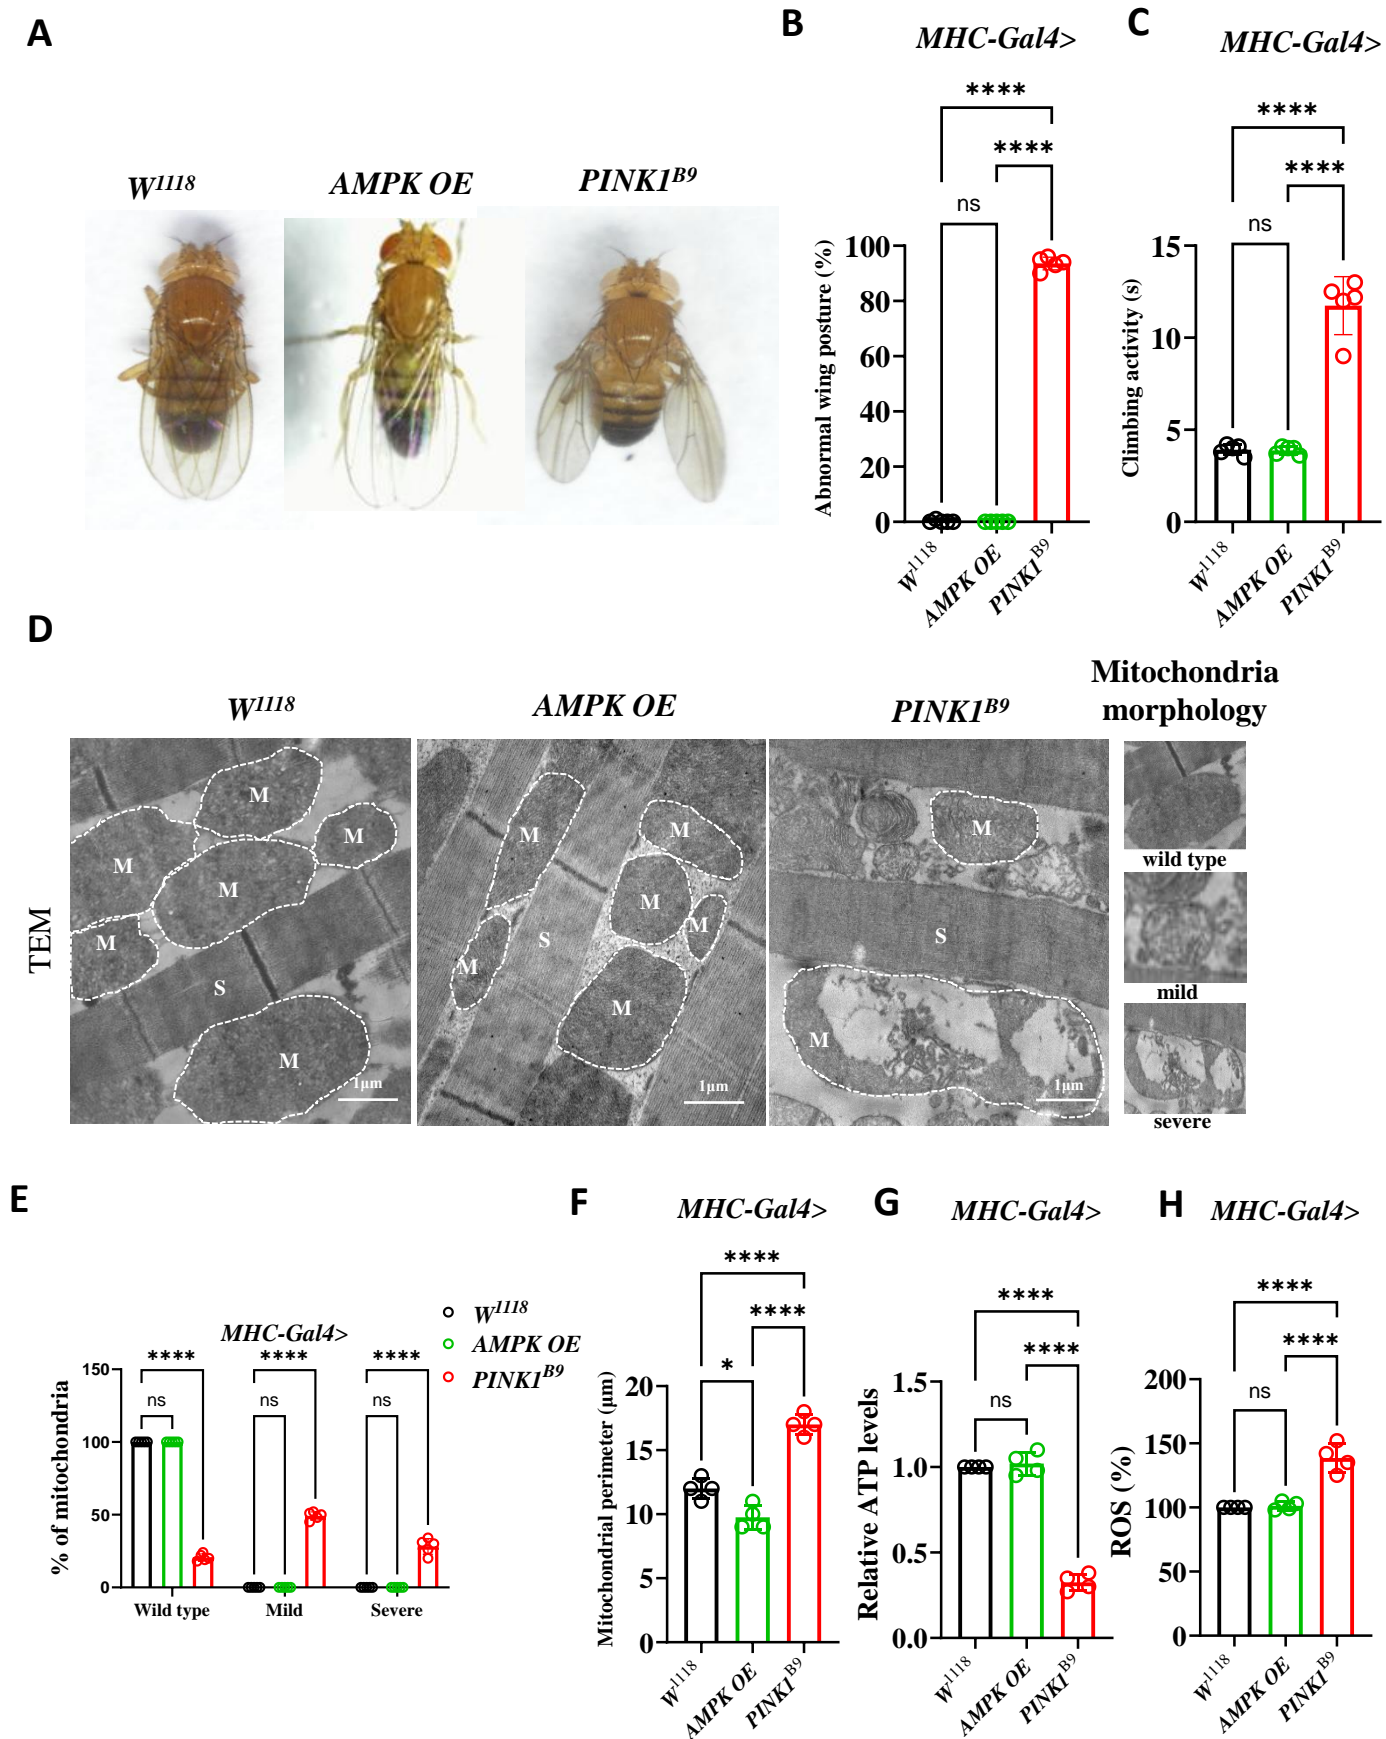 A
W1118
AMPK OE
PINK1B9
B
MHC-Gal4>
****
****
ns
Abnormal wing posture (%)
100
80
60
40
20
0
W1118
AMPK OE
PINK1B9
C
MHC-Gal4>
****
****
ns
Climbing activity (s)
15
10
5
0
W1118
AMPK OE
PINK1B9
D
W1118
AMPK OE
PINK1B9
Mitochondria
morphology
TEM
M
M
M
M
M
S
M
1μm
M
M
M
M
S
M
M
M
S
M
1μm
wild type
mild
severe
E
MHC-Gal4>
W1118
AMPK OE
PINK1B9
****
****
****
ns
ns
ns
% of mitochondria
150
100
50
0
Wild type
Mild
Severe
F
MHC-Gal4>
****
****
*
Mitochondrial perimeter (μm)
20
15
10
5
0
W1118
AMPK OE
PINK1B9
G
MHC-Gal4>
****
****
ns
Relative ATP levels
1.5
1.0
0.5
0.0
W1118
AMPK OE
PINK1B9
H
MHC-Gal4>
****
****
ns
ROS (%)
200
150
100
50
0
W1118
AMPK OE
PINK1B9